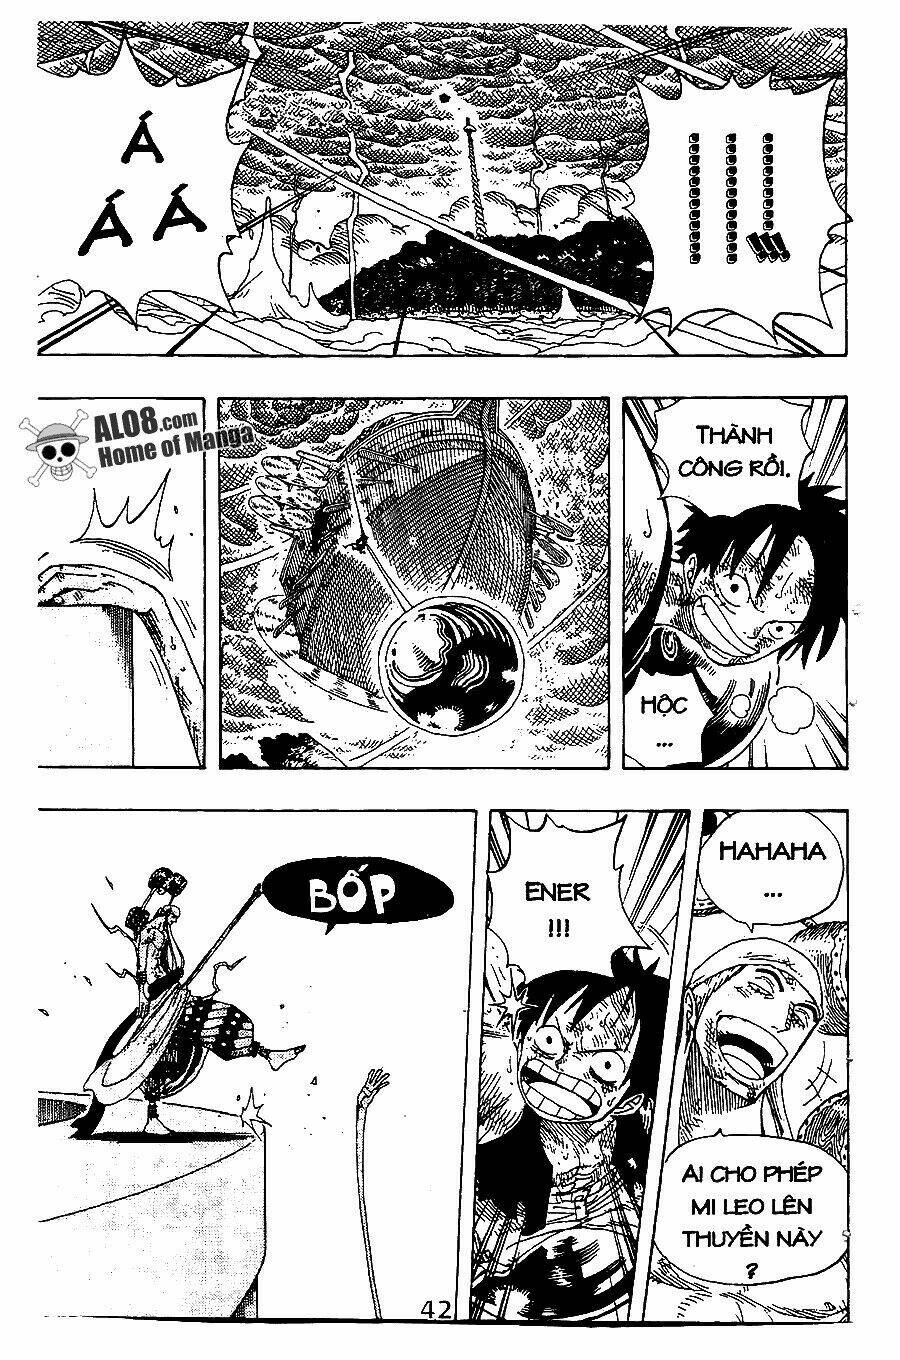 !!!
Á
Á Á
THÀNH
CÔNG RỒI.
HỘC
...
AL08.com
Home of Manga
HAHAHA
...
AI CHO PHÉP
MI LEO LÊN
THUYỀN NÀY
?
ENER
!!!
BỐP
42